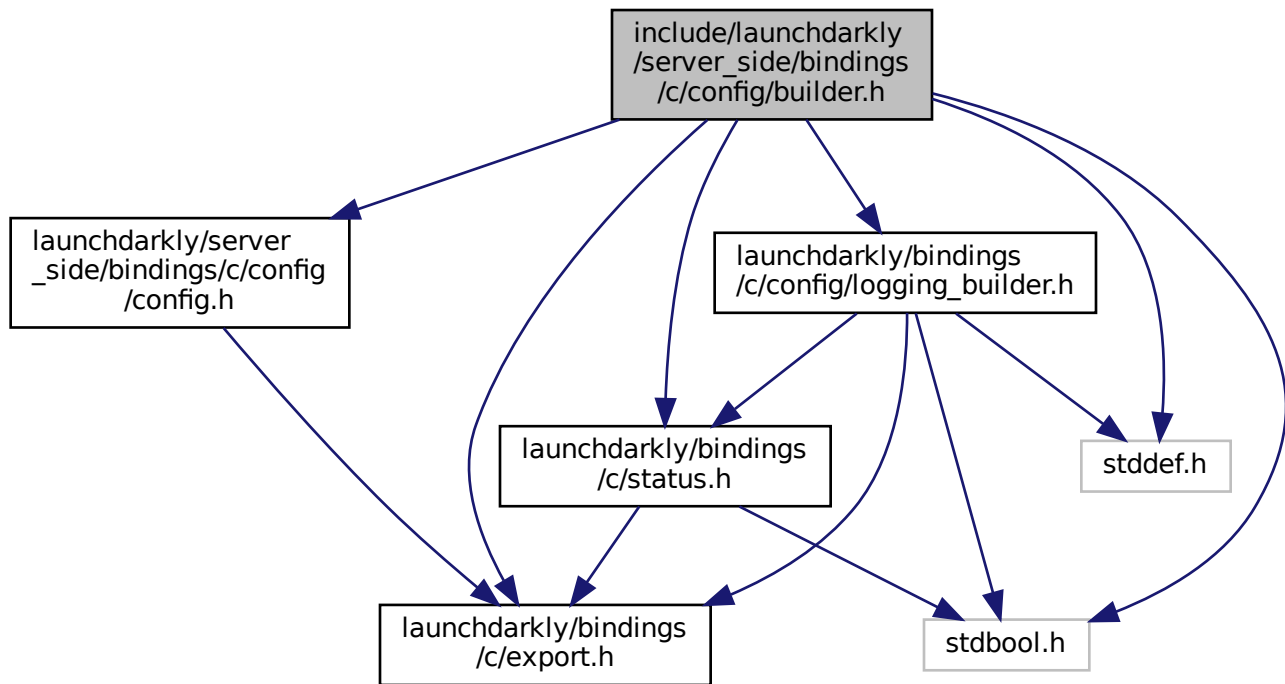 include/launchdarkly
/server_side/bindings
/c/config/builder.h
launchdarkly/server
_side/bindings/c/config
/config.h
launchdarkly/bindings
/c/config/logging_builder.h
launchdarkly/bindings
/c/status.h
stddef.h
launchdarkly/bindings
/c/export.h
stdbool.h